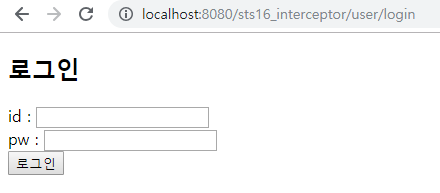 localhost:8080/sts16_interceptor/user/login
로그인
id :
pw :
로그인